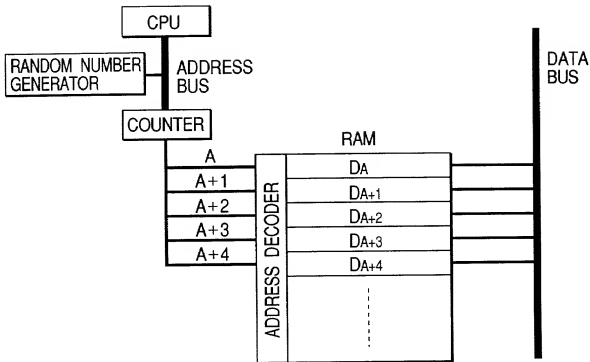 CPU
RANDOM NUMBER
GENERATOR
ADDRESS
BUS
DATA
BUS
COUNTER
RAM
A
A+1
A+2
A+3
A+4
ADDRESS DECODER
DA
DA+1
DA+2
DA+3
DA+4